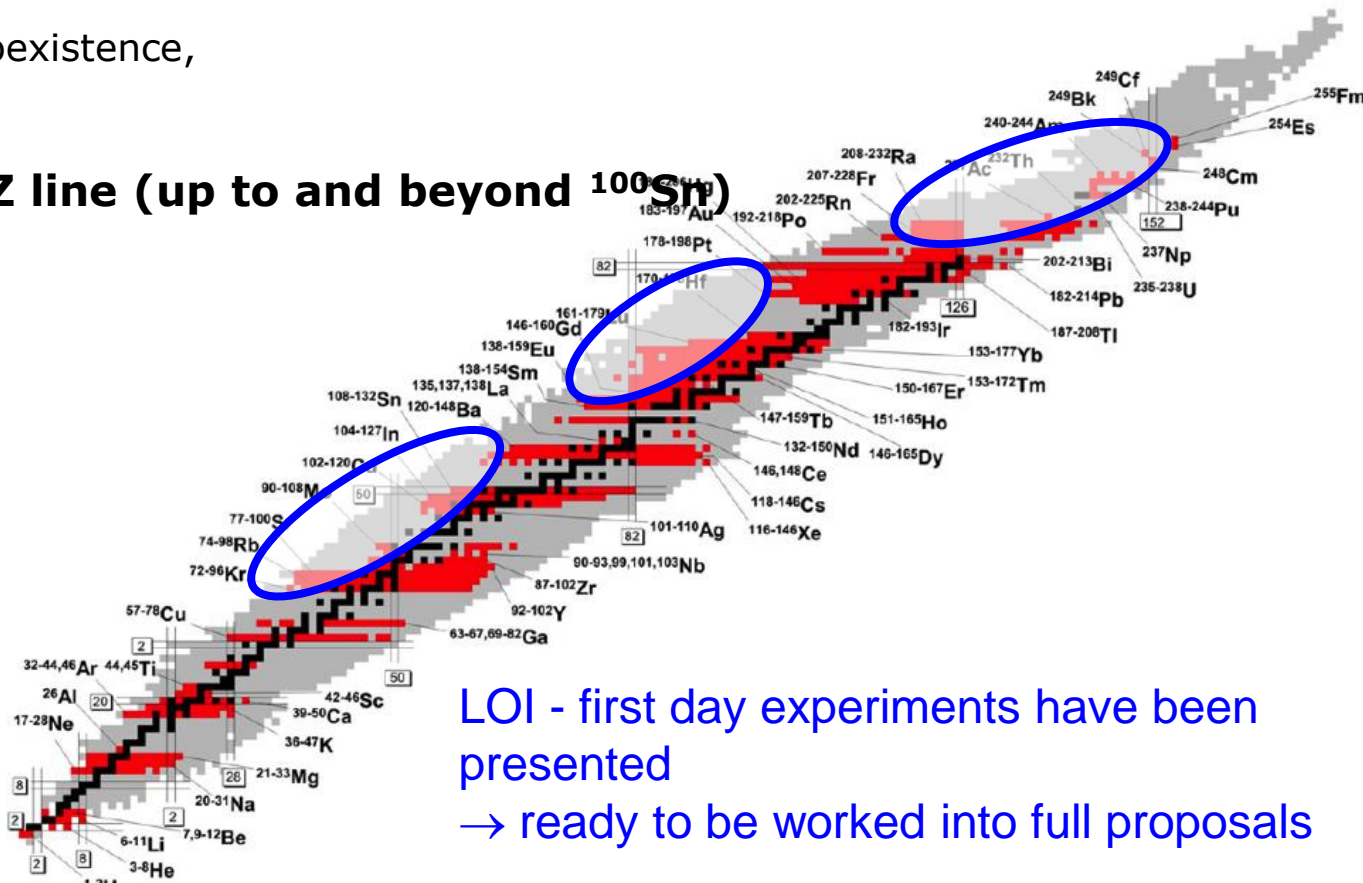 oexistence,
Z line (up to and beyond ¹⁰⁰Sn)
²⁴⁹Cf
²⁴⁹Bk
²⁵⁵Fm
²⁴⁰⁻²⁴⁴Am
²⁵⁴Es
²⁰⁸⁻²³²Ra
²³²Th
²⁴⁸Cm
²⁰⁷⁻²²⁸Fr
²³⁸⁻²⁴⁴Pu
¹⁸³⁻¹⁹⁷Au
²⁰²⁻²²⁵Rn
¹⁹²⁻²¹⁸Po
152
²³⁷Np
¹⁷⁸⁻¹⁹⁸Pt
82
²⁰²⁻²¹³Bi
²³⁵⁻²³⁸U
¹⁸²⁻²¹⁴Pb
126
¹⁶¹⁻¹⁷⁹Lu
¹⁸²⁻¹⁹³Ir
¹⁸⁷⁻²⁰⁸Tl
¹⁴⁶⁻¹⁶⁰Gd
¹³⁸⁻¹⁵⁹Eu
¹⁵³⁻¹⁷⁷Yb
¹³⁸⁻¹⁵⁴Sm
¹⁵³⁻¹⁷²Tm
¹³⁵,¹³⁷,¹³⁸La
¹⁵⁰⁻¹⁶⁷Er
¹⁰⁸⁻¹³²Sn
¹²⁰⁻¹⁴⁸Ba
¹⁴⁷⁻¹⁵⁹Tb
¹⁵¹⁻¹⁶⁵Ho
¹⁰⁴⁻¹²⁷In
¹³²⁻¹⁵⁰Nd
¹⁴⁶⁻¹⁶⁵Dy
¹⁰²⁻¹²⁰Cd
¹⁴⁶,¹⁴⁸Ce
⁹⁰⁻¹⁰⁸Mo
50
¹¹⁸⁻¹⁴⁶Cs
⁷⁷⁻¹⁰⁰S
¹⁰¹⁻¹¹⁰Ag
82
¹¹⁶⁻¹⁴⁶Xe
⁷⁴⁻⁹⁸Rb
⁹⁰⁻⁹³,⁹⁹,¹⁰¹,¹⁰³Nb
⁷²⁻⁹⁶Kr
⁸⁷⁻¹⁰²Zr
⁹²⁻¹⁰²Y
⁵⁷⁻⁷⁸Cu
⁶³⁻⁶⁷,⁶⁹⁻⁸²Ga
2
³²⁻⁴⁴,⁴⁶Ar
⁴⁴,⁴⁵Ti
50
²⁶Al
20
⁴²⁻⁴⁶Sc
³⁹⁻⁵⁰Ca
¹⁷⁻²⁸Ne
³⁶⁻⁴⁷K
LOI - first day experiments have been
presented
→ ready to be worked into full proposals
28
²¹⁻³³Mg
8
²⁰⁻³¹Na
2
2
⁷,⁹⁻¹²Be
⁶⁻¹¹Li
2
8
³⁻⁸He